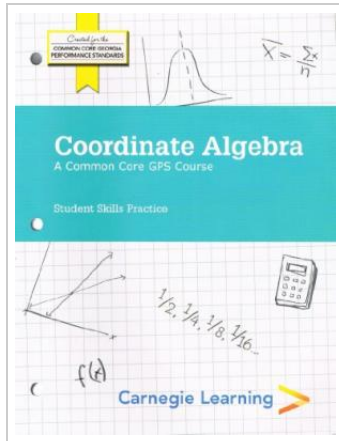 Created for the
COMMON CORE GEORGIA
PERFORMANCE STANDARDS
X = Σx/n
Coordinate Algebra
A Common Core GPS Course
Student Skills Practice
1/2, 1/4, 1/8, 1/16...
x
f(x)
Carnegie Learning